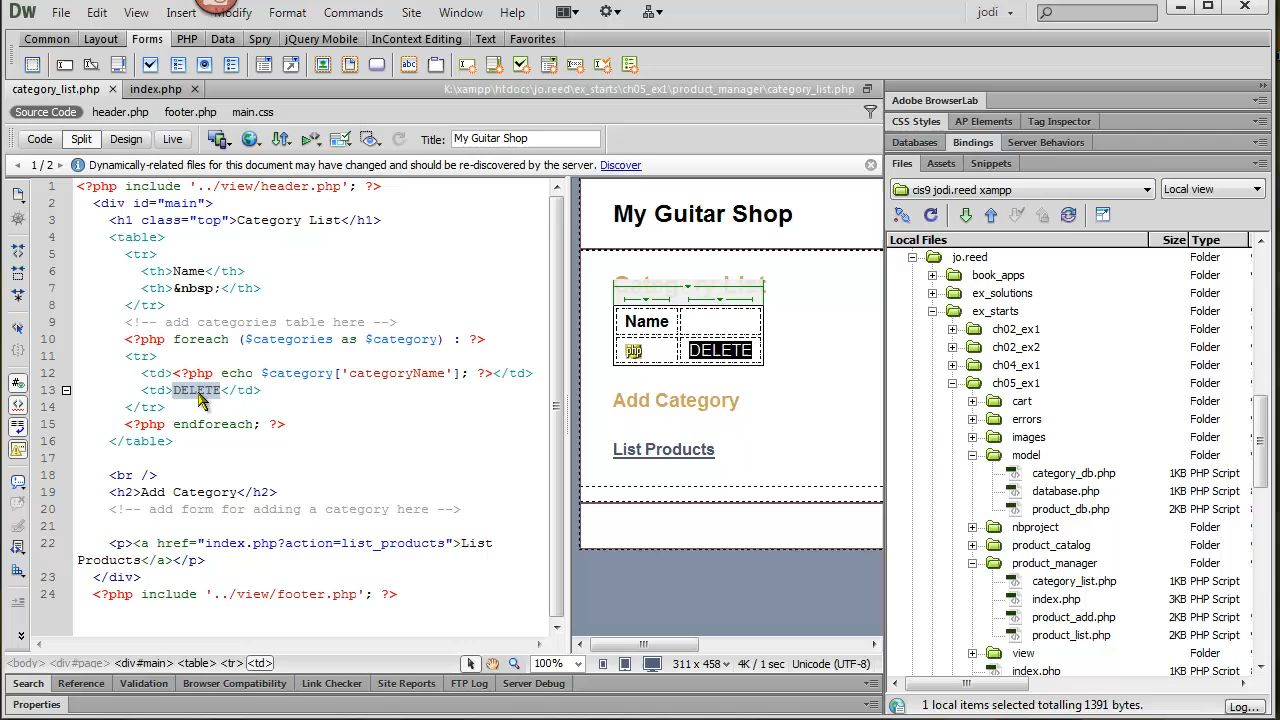 Dw File Edit View Insert Modify Format Commands Site Window Help jodi
Common Layout Forms PHP Data Spry jQuery Mobile InContext Editing Text Favorites
category_list.php × index.php × K:\xampp\htdocs\jo.reed\ex_starts\ch05_ex1\product_manager\category_list.php
Source Code header.php footer.php main.css
Code Split Design Live Title: My Guitar Shop
1 / 2 Dynamically-related files for this document may have changed and should be re-discovered by the server. Discover
1 <?php include '../view/header.php'; ?>
2 <div id="main">
3 <h1 class="top">Category List</h1>
4 <table>
5 <tr>
6 <th>Name</th>
7 <th>&nbsp;</th>
8 </tr>
9 <!-- add categories table here -->
10 <?php foreach ($categories as $category) : ?>
11 <tr>
12 <td><?php echo $category['categoryName']; ?></td>
13 <td>DELETE</td>
14 </tr>
15 <?php endforeach; ?>
16 </table>
17
18 <br />
19 <h2>Add Category</h2>
20 <!-- add form for adding a category here -->
21
22 <p><a href="index.php?action=list_products">List
Products</a></p>
23 </div>
24 <?php include '../view/footer.php'; ?>
My Guitar Shop
Category List
Name
php DELETE
Add Category
List Products
<body> <div#page> <div#main> <table> <tr> <td> 100% 311 x 458 4K / 1 sec Unicode (UTF-8)
Search Reference Validation Browser Compatibility Link Checker Site Reports FTP Log Server Debug
Properties
Adobe BrowserLab
CSS Styles AP Elements Tag Inspector
Databases Bindings Server Behaviors
Files Assets Snippets
cis9 jodi.reed xampp Local view
Local Files Size Type
jo.reed Folder
book_apps Folder
ex_solutions Folder
ex_starts Folder
ch02_ex1 Folder
ch02_ex2 Folder
ch04_ex1 Folder
ch05_ex1 Folder
cart Folder
errors Folder
images Folder
model Folder
category_db.php 1KB PHP Script
database.php 1KB PHP Script
product_db.php 2KB PHP Script
nbproject Folder
product_catalog Folder
product_manager Folder
category_list.php 1KB PHP Script
index.php 3KB PHP Script
product_add.php 2KB PHP Script
product_list.php 2KB PHP Script
view Folder
index.php 1KB PHP Script
1 local items selected totalling 1391 bytes. Log...